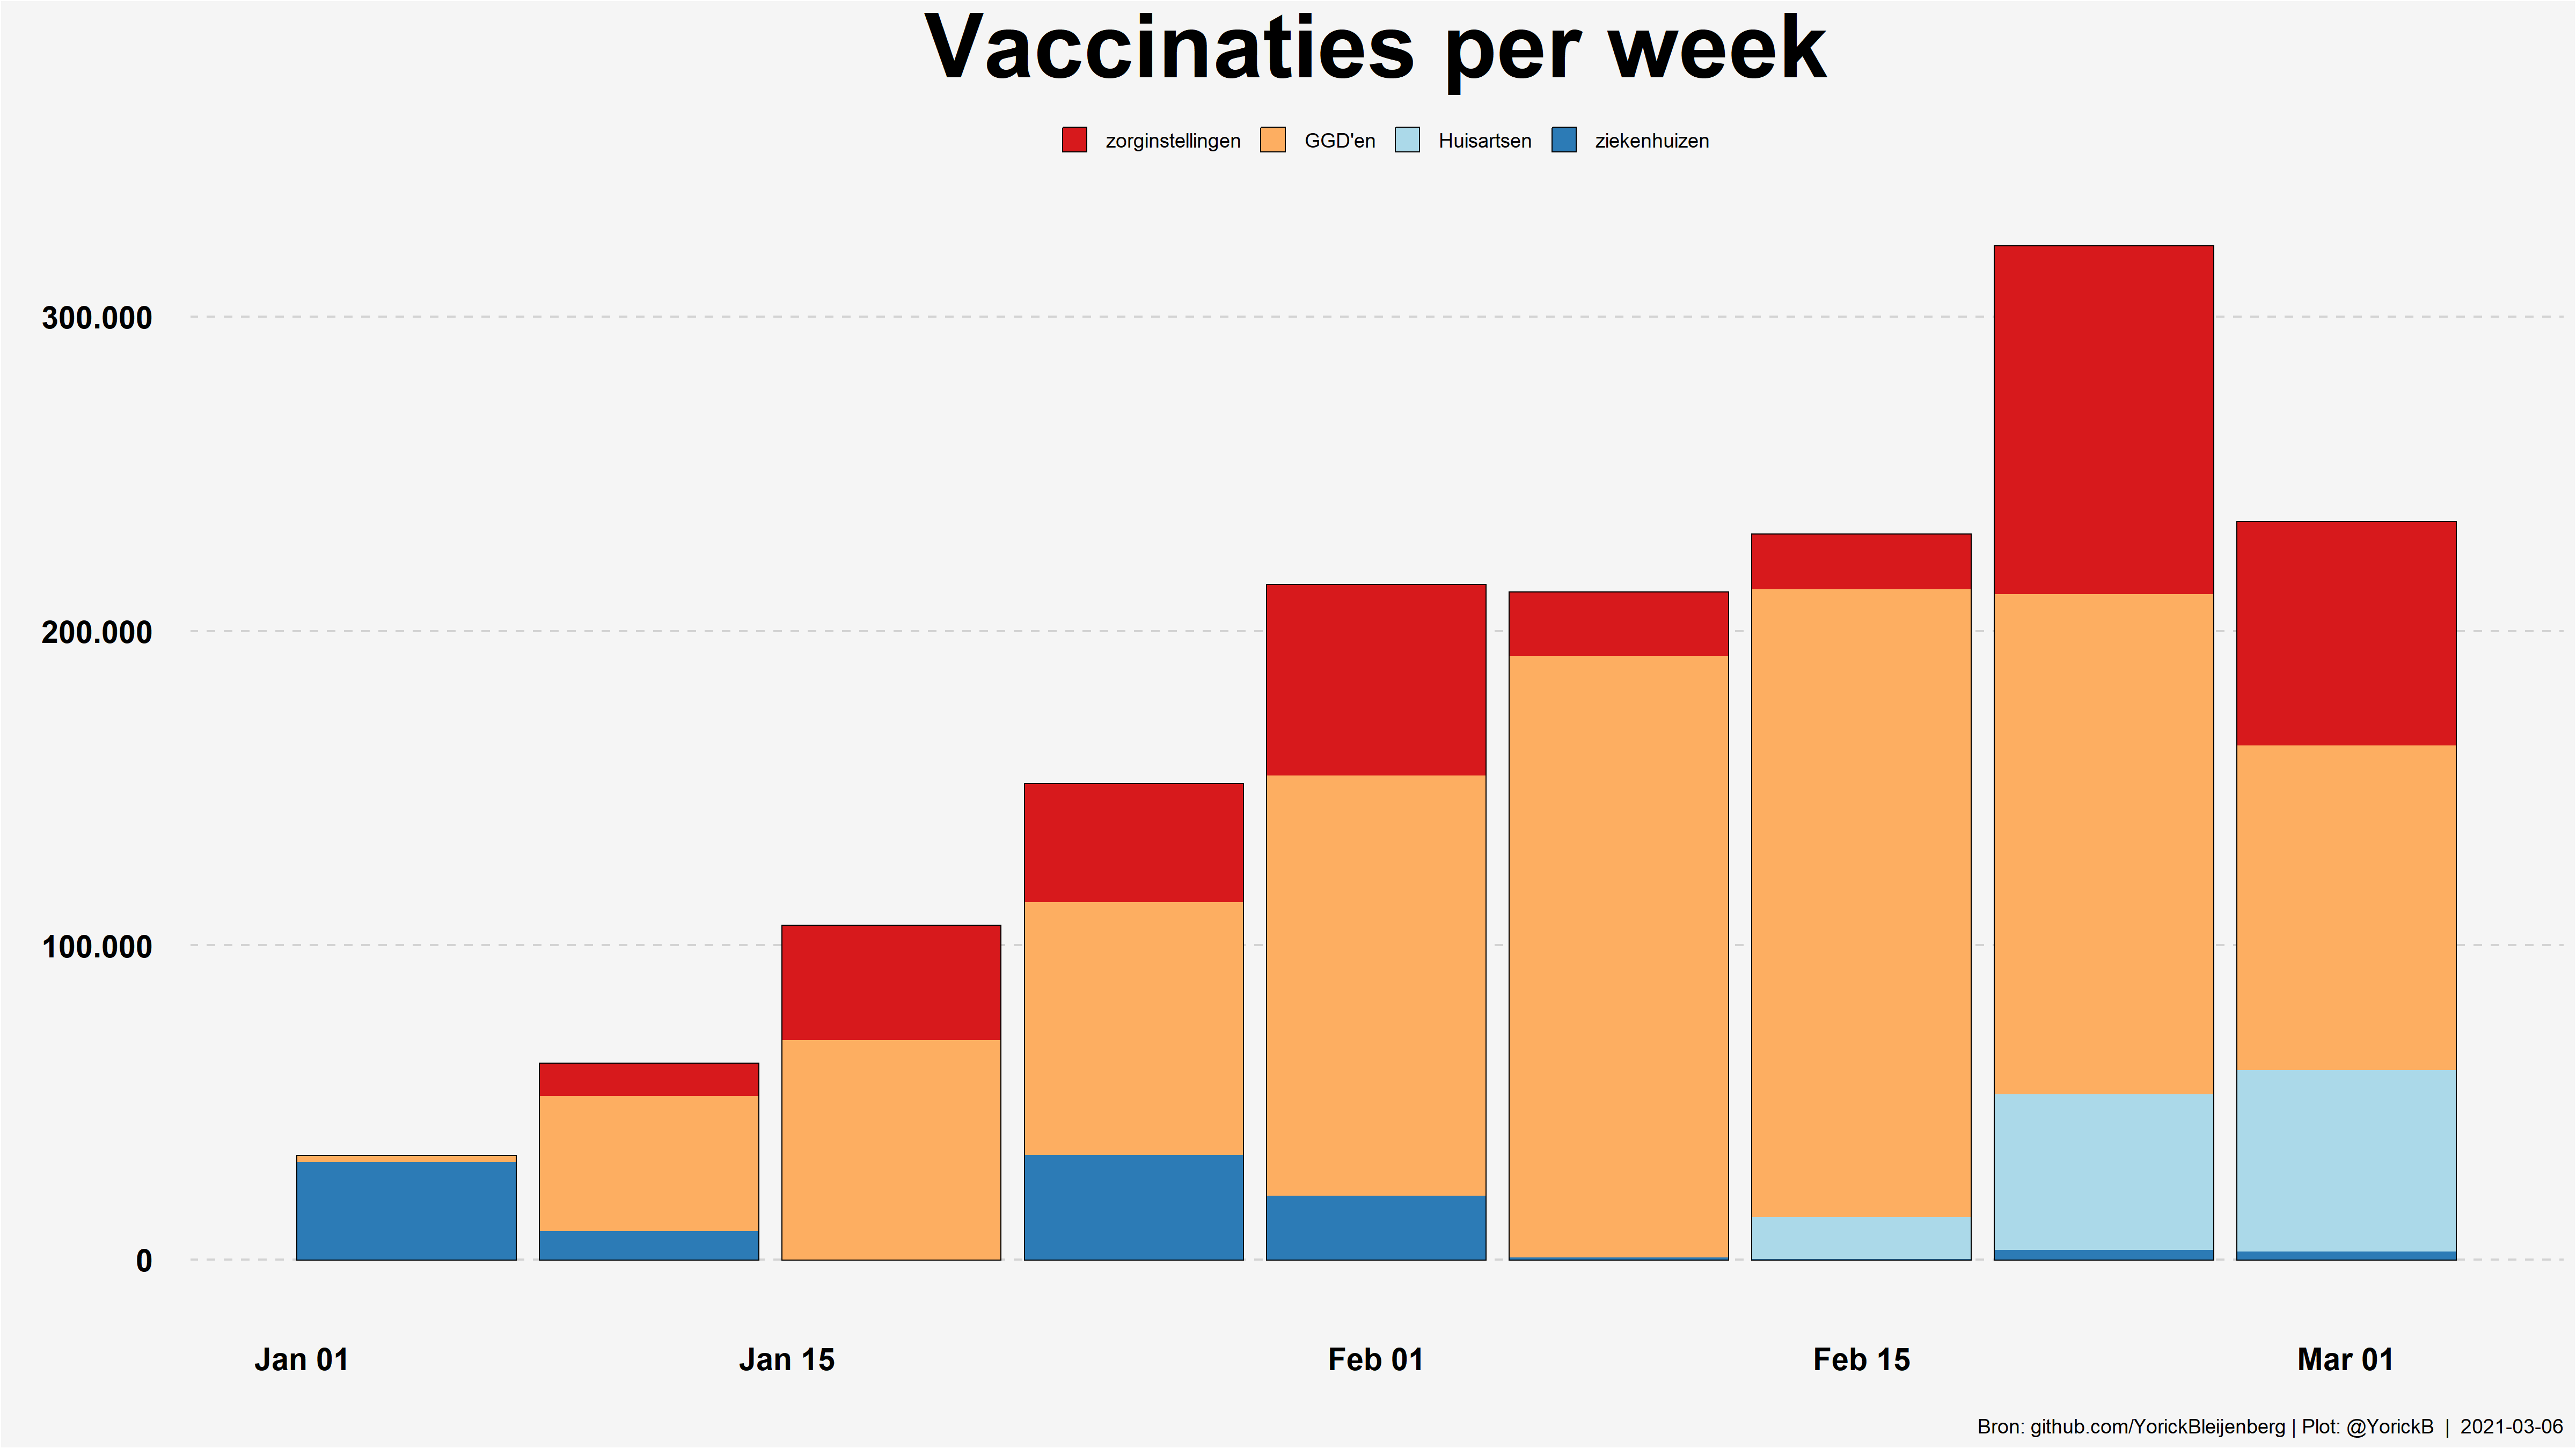 Vaccinaties per week
zorginstellingen GGD'en Huisartsen ziekenhuizen
300.000
200.000
100.000
0
Jan 01 Jan 15 Feb 01 Feb 15 Mar 01
Bron: github.com/YorickBleijenberg | Plot: @YorickB | 2021-03-06